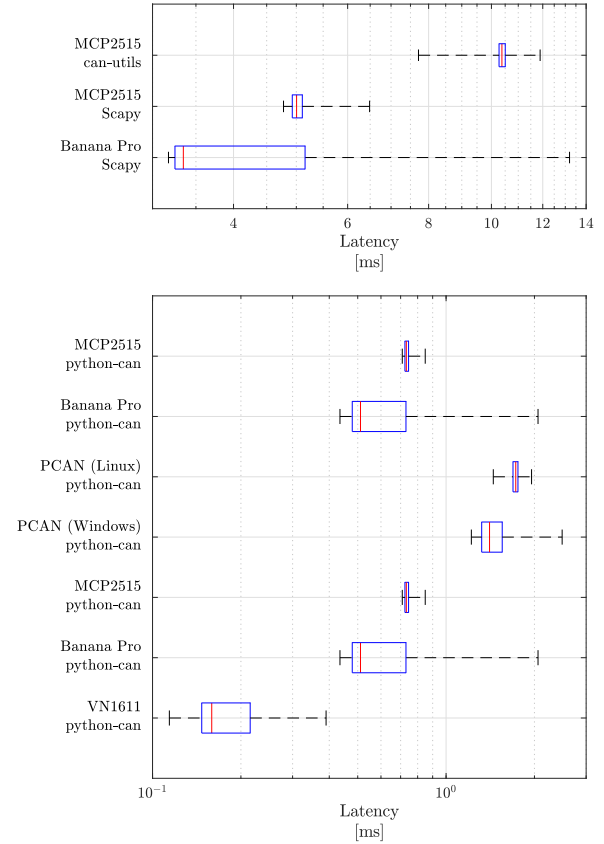 MCP2515
can-utils
MCP2515
Scapy
Banana Pro
Scapy
4 6 8 10 12 14
Latency
[ms]
MCP2515
python-can
Banana Pro
python-can
PCAN (Linux)
python-can
PCAN (Windows)
python-can
MCP2515
python-can
Banana Pro
python-can
VN1611
python-can
10⁻¹ 10⁰
Latency
[ms]